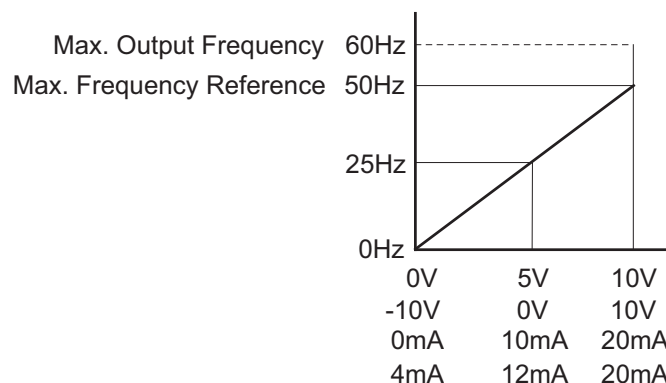 Max. Output Frequency 60Hz
Max. Frequency Reference 50Hz
25Hz
0Hz
0V 5V 10V
-10V 0V 10V
0mA 10mA 20mA
4mA 12mA 20mA